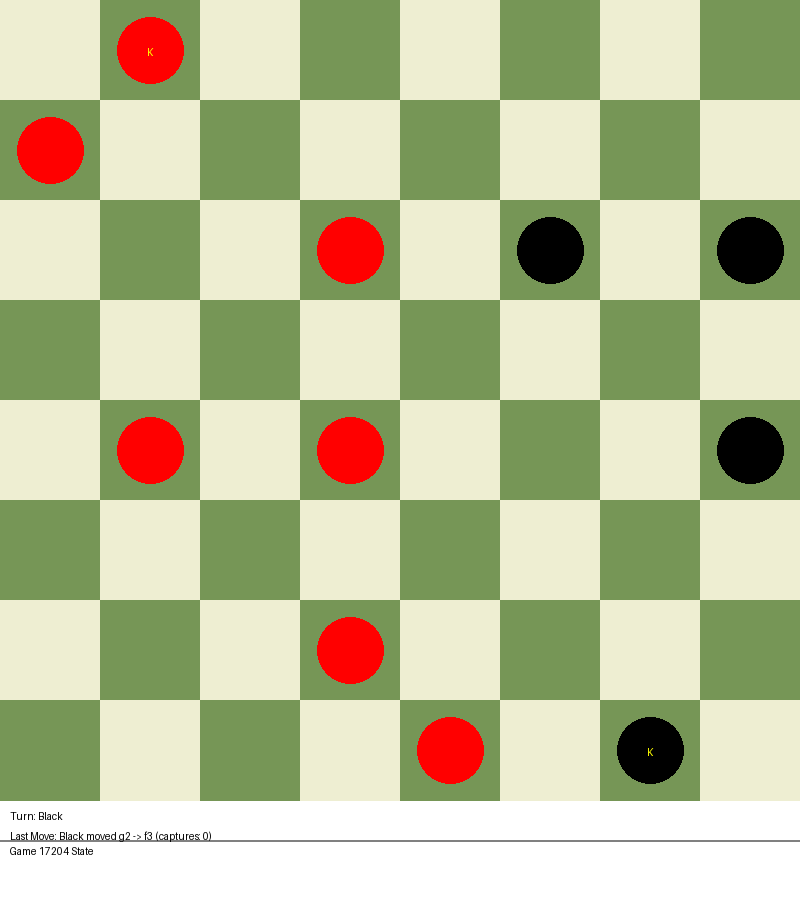 K
K
Turn: Black
Last Move: Black moved g2 -> f3 (captures: 0)
Game 17204 State